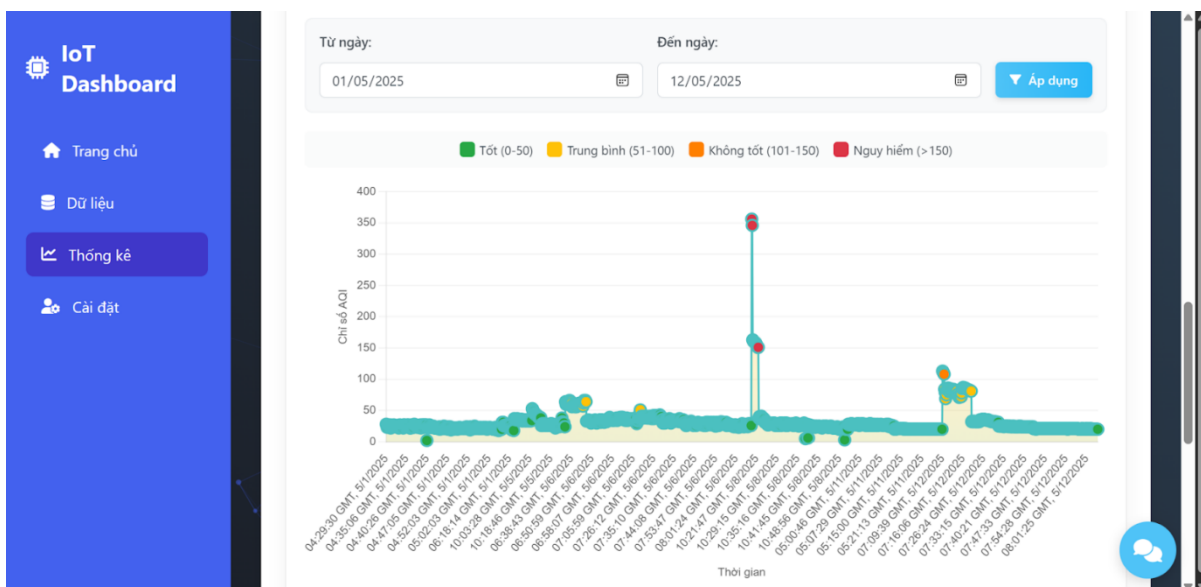 IoT
Dashboard
Trang chủ
Dữ liệu
Thống kê
Cài đặt
Từ ngày:
Đến ngày:
01/05/2025
12/05/2025
Áp dụng
Tốt (0-50)
Trung bình (51-100)
Không tốt (101-150)
Nguy hiểm (>150)
400
350
300
250
200
150
100
50
0
Chỉ số AQI
04:29:30 GMT, 5/1/2025
04:35:06 GMT, 5/1/2025
04:40:26 GMT, 5/1/2025
04:47:05 GMT, 5/1/2025
04:52:03 GMT, 5/1/2025
05:02:03 GMT, 5/1/2025
06:18:14 GMT, 5/1/2025
10:03:28 GMT, 5/5/2025
10:18:46 GMT, 5/5/2025
06:36:43 GMT, 5/6/2025
06:50:59 GMT, 5/6/2025
06:58:07 GMT, 5/6/2025
07:05:59 GMT, 5/6/2025
07:26:12 GMT, 5/6/2025
07:35:10 GMT, 5/6/2025
07:44:08 GMT, 5/6/2025
07:53:47 GMT, 5/6/2025
08:01:24 GMT, 5/6/2025
10:21:47 GMT, 5/8/2025
10:29:15 GMT, 5/8/2025
10:35:16 GMT, 5/8/2025
10:41:45 GMT, 5/8/2025
10:48:56 GMT, 5/8/2025
05:00:46 GMT, 5/11/2025
05:07:29 GMT, 5/11/2025
05:15:00 GMT, 5/11/2025
05:21:13 GMT, 5/11/2025
07:09:39 GMT, 5/12/2025
07:16:06 GMT, 5/12/2025
07:26:24 GMT, 5/12/2025
07:33:15 GMT, 5/12/2025
07:40:21 GMT, 5/12/2025
07:47:33 GMT, 5/12/2025
07:54:28 GMT, 5/12/2025
08:01:25 GMT, 5/12/2025
Thời gian